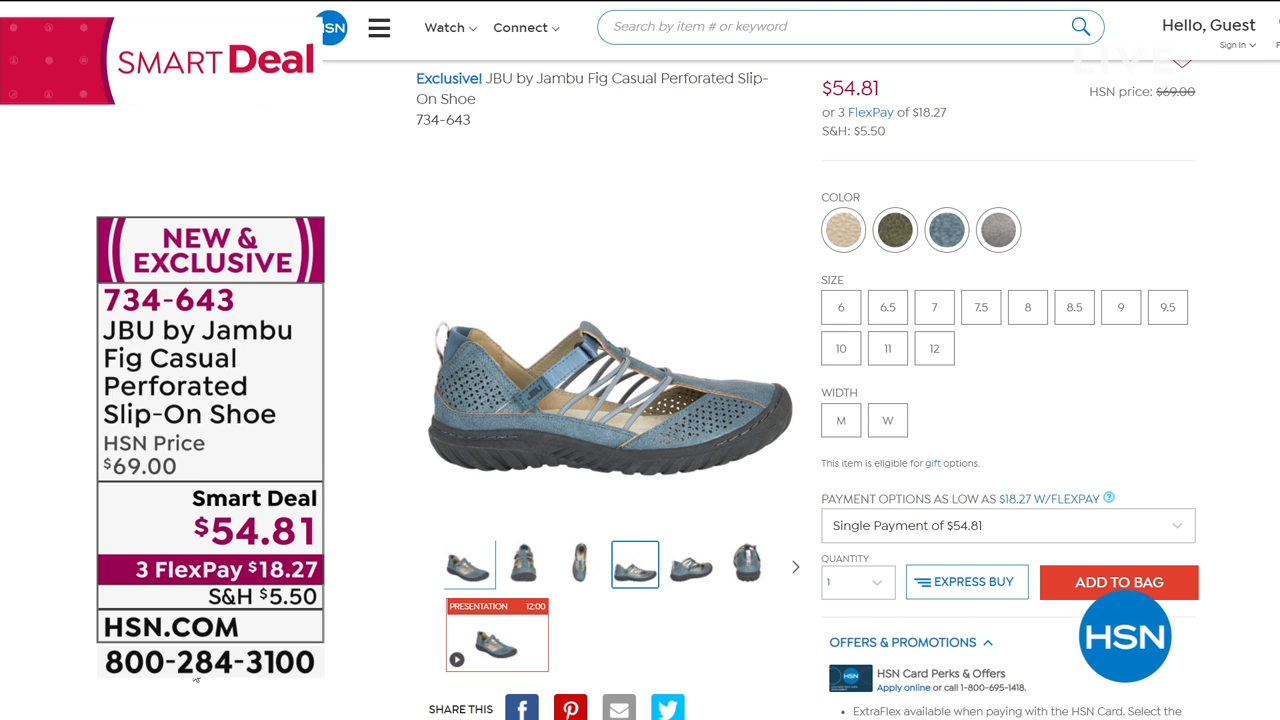 SMART Deal
HSN
Watch
Connect
Search by item # or keyword
Hello, Guest
Sign In
LIVE
Exclusive! JBU by Jambu Fig Casual Perforated Slip-
On Shoe
734-643
$54.81
HSN price: $69.00
or 3 FlexPay of $18.27
S&H: $5.50
COLOR
SIZE
6 6.5 7 7.5 8 8.5 9 9.5
10 11 12
WIDTH
M W
This item is eligible for gift options.
PAYMENT OPTIONS AS LOW AS $18.27 W/FLEXPAY ?
Single Payment of $54.81
QUANTITY
1
EXPRESS BUY
ADD TO BAG
OFFERS & PROMOTIONS
HSN
HSN
HSN Card Perks & Offers
Apply online or call 1-800-695-1418.
• ExtraFlex available when paying with the HSN Card. Select the
NEW &
EXCLUSIVE
734-643
JBU by Jambu
Fig Casual
Perforated
Slip-On Shoe
HSN Price
$69.00
Smart Deal
$54.81
3 FlexPay $18.27
S&H $5.50
HSN.COM
800-284-3100
JBU
PRESENTATION 12:00
SHARE THIS